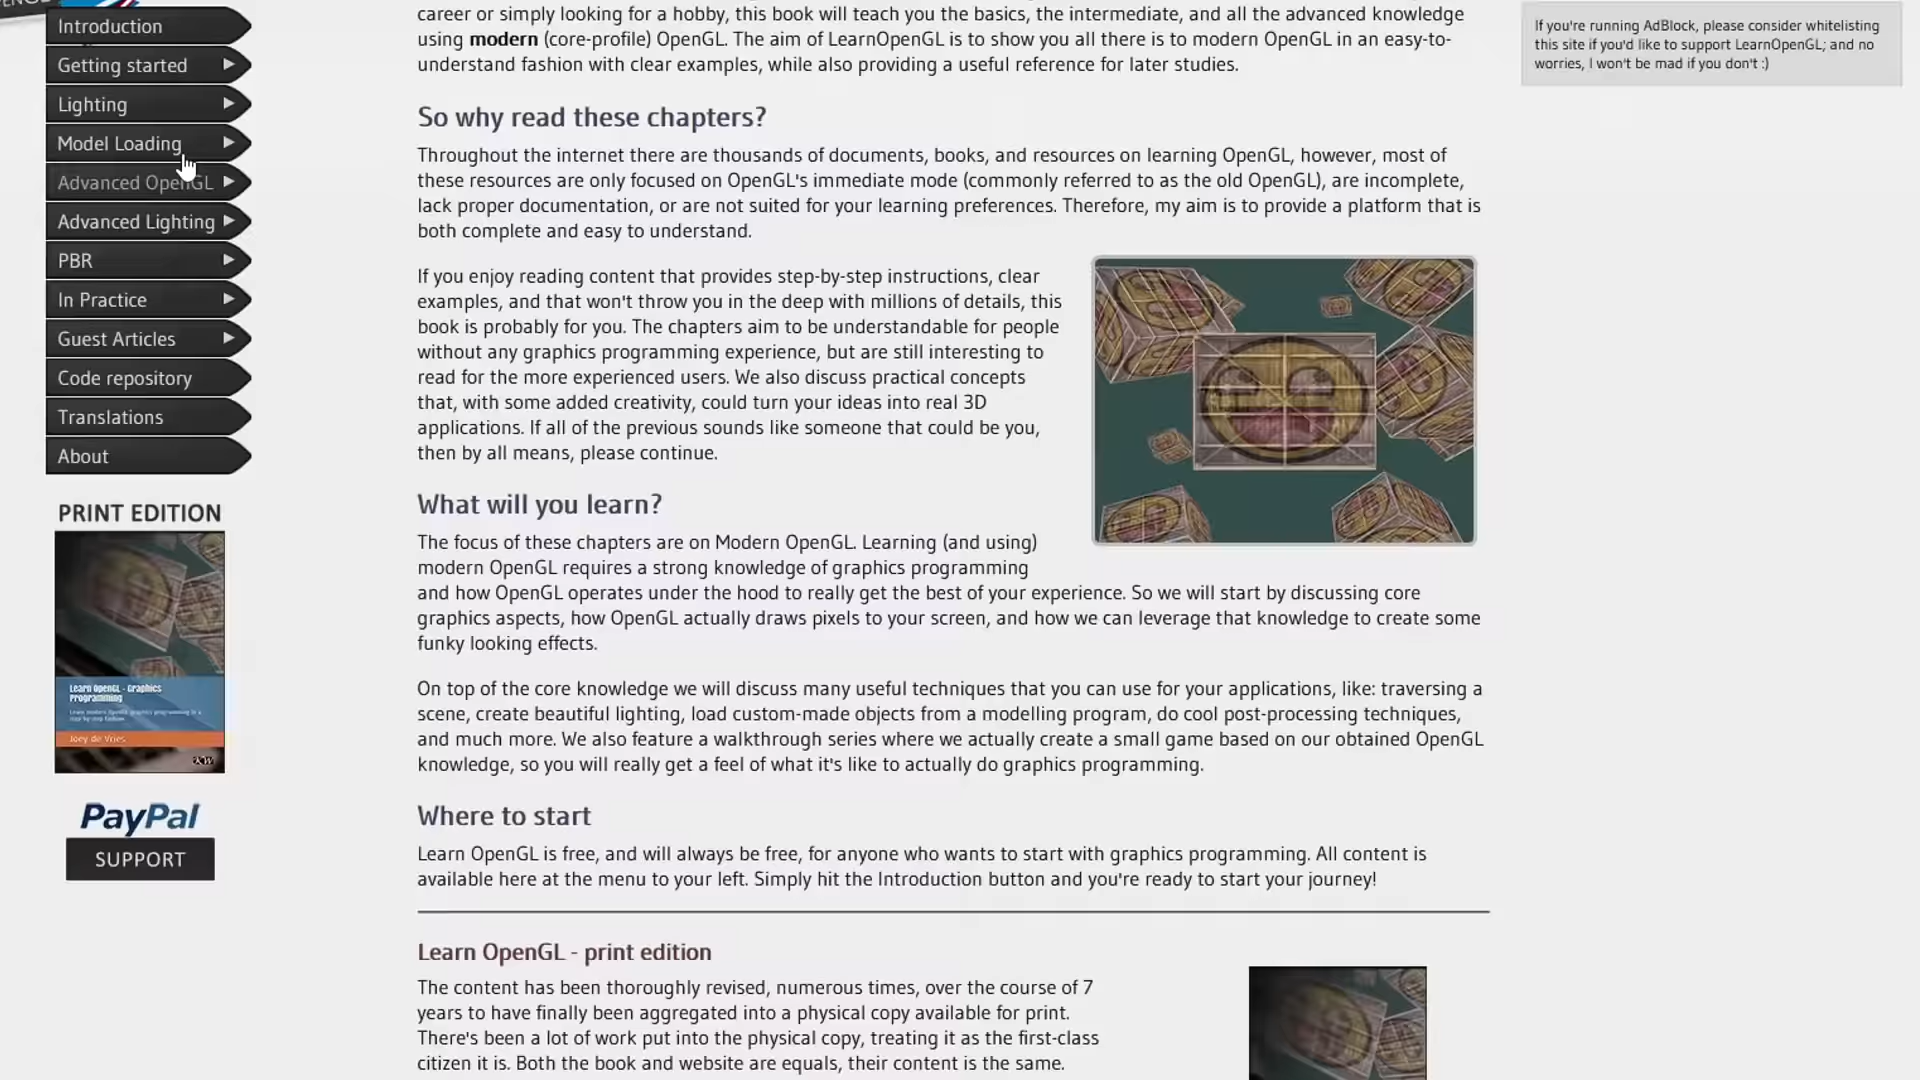 Introduction
Getting started
Lighting
Model Loading
Advanced OpenGL
Advanced Lighting
PBR
In Practice
Guest Articles
Code repository
Translations
About
PRINT EDITION
Learn OpenGL - Graphics
Programming
Joey de Vries
PayPal
SUPPORT
career or simply looking for a hobby, this book will teach you the basics, the intermediate, and all the advanced knowledge
using modern (core-profile) OpenGL. The aim of LearnOpenGL is to show you all there is to modern OpenGL in an easy-to-
understand fashion with clear examples, while also providing a useful reference for later studies.
So why read these chapters?
Throughout the internet there are thousands of documents, books, and resources on learning OpenGL, however, most of
these resources are only focused on OpenGL's immediate mode (commonly referred to as the old OpenGL), are incomplete,
lack proper documentation, or are not suited for your learning preferences. Therefore, my aim is to provide a platform that is
both complete and easy to understand.
If you enjoy reading content that provides step-by-step instructions, clear
examples, and that won't throw you in the deep with millions of details, this
book is probably for you. The chapters aim to be understandable for people
without any graphics programming experience, but are still interesting to
read for the more experienced users. We also discuss practical concepts
that, with some added creativity, could turn your ideas into real 3D
applications. If all of the previous sounds like someone that could be you,
then by all means, please continue.
What will you learn?
The focus of these chapters are on Modern OpenGL. Learning (and using)
modern OpenGL requires a strong knowledge of graphics programming
and how OpenGL operates under the hood to really get the best of your experience. So we will start by discussing core
graphics aspects, how OpenGL actually draws pixels to your screen, and how we can leverage that knowledge to create some
funky looking effects.
On top of the core knowledge we will discuss many useful techniques that you can use for your applications, like: traversing a
scene, create beautiful lighting, load custom-made objects from a modelling program, do cool post-processing techniques,
and much more. We also feature a walkthrough series where we actually create a small game based on our obtained OpenGL
knowledge, so you will really get a feel of what it's like to actually do graphics programming.
Where to start
Learn OpenGL is free, and will always be free, for anyone who wants to start with graphics programming. All content is
available here at the menu to your left. Simply hit the Introduction button and you're ready to start your journey!
Learn OpenGL - print edition
The content has been thoroughly revised, numerous times, over the course of 7
years to have finally been aggregated into a physical copy available for print.
There's been a lot of work put into the physical copy, treating it as the first-class
citizen it is. Both the book and website are equals, their content is the same.
If you're running AdBlock, please consider whitelisting
this site if you'd like to support LearnOpenGL; and no
worries, I won't be mad if you don't :)